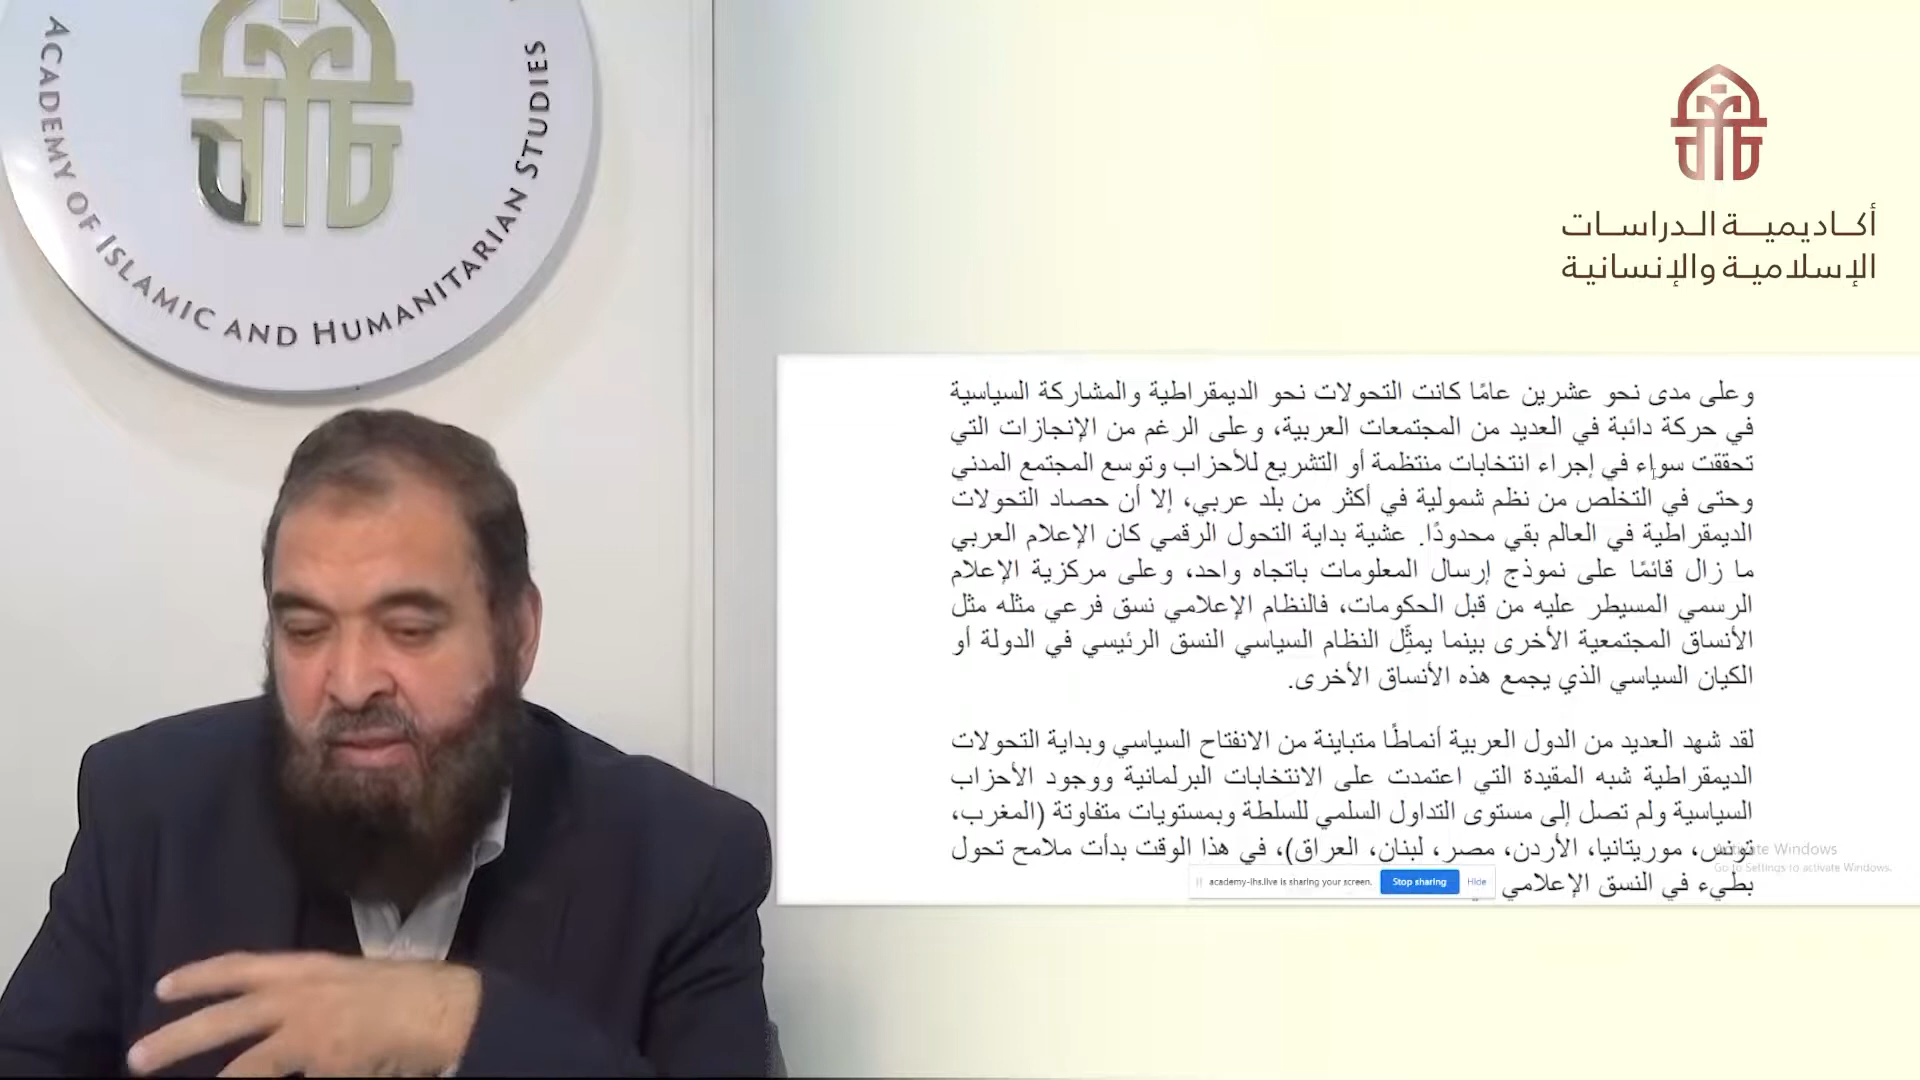 ACADEMY OF ISLAMIC AND HUMANITARIAN STUDIES
أكاديمية الدراسات
الإسلامية والإنسانية
وعلى مدى نحو عشرين عامًا كانت التحولات نحو الديمقراطية والمشاركة السياسية
في حركة دائبة في العديد من المجتمعات العربية، وعلى الرغم من الإنجازات التي
تحققت سواء في إجراء انتخابات منتظمة أو التشريع للأحزاب وتوسع المجتمع المدني
وحتى في التخلص من نظم شمولية في أكثر من بلد عربي، إلا أن حصاد التحولات
الديمقراطية في العالم بقي محدودًا. عشية بداية التحول الرقمي كان الإعلام العربي
ما زال قائمًا على نموذج إرسال المعلومات باتجاه واحد، وعلى مركزية الإعلام
الرسمي المسيطر عليه من قبل الحكومات، فالنظام الإعلامي نسق فرعي مثله مثل
الأنساق المجتمعية الأخرى بينما يمثِّل النظام السياسي النسق الرئيسي في الدولة أو
الكيان السياسي الذي يجمع هذه الأنساق الأخرى.
لقد شهد العديد من الدول العربية أنماطًا متباينة من الانفتاح السياسي وبداية التحولات
الديمقراطية شبه المقيدة التي اعتمدت على الانتخابات البرلمانية ووجود الأحزاب
السياسية ولم تصل إلى مستوى التداول السلمي للسلطة وبمستويات متفاوتة (المغرب،
تونس، موريتانيا، الأردن، مصر، لبنان، العراق)، في هذا الوقت بدأت ملامح تحول
بطيء في النسق الإعلامي
Activate Windows
Go to Settings to activate Windows.
academy-ihs.live is sharing your screen.
Stop sharing
Hide